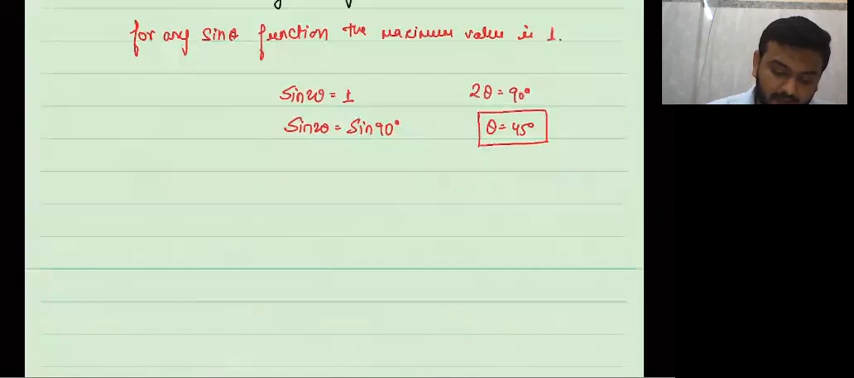 for any sinθ function the maximum value is 1.
sin2θ = 1
2θ = 90°
sin2θ = sin90°
θ = 45°